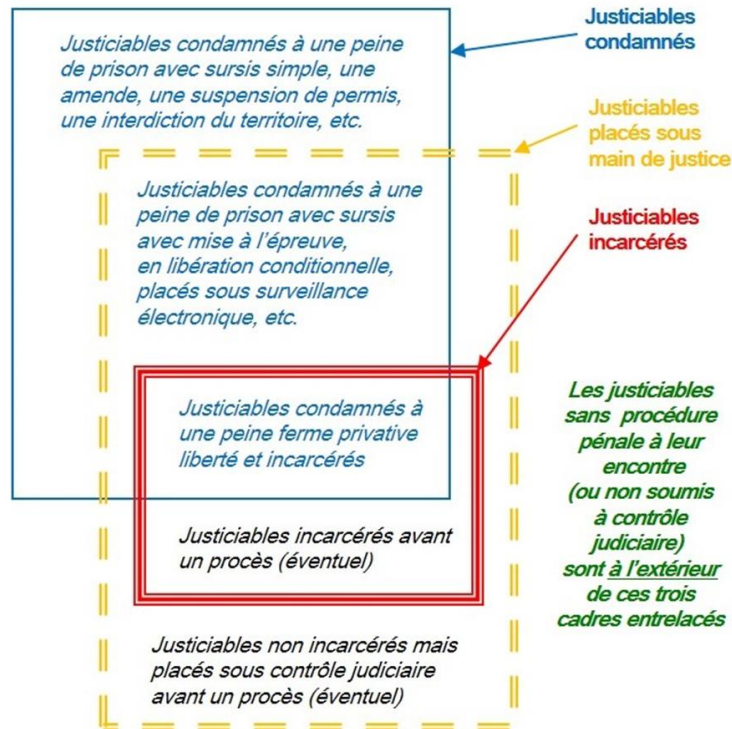 Justiciables condamnés à une peine
de prison avec sursis simple, une
amende, une suspension de permis,
une interdiction du territoire, etc.
Justiciables
condamnés
Justiciables
placés sous
main de justice
Justiciables condamnés à une
peine de prison avec sursis
avec mise à l'épreuve,
en libération conditionnelle,
placés sous surveillance
électronique, etc.
Justiciables
incarcérés
Justiciables condamnés à
une peine ferme privative
liberté et incarcérés
Justiciables incarcérés avant
un procès (éventuel)
Justiciables non incarcérés mais
placés sous contrôle judiciaire
avant un procès (éventuel)
Les justiciables
sans procédure
pénale à leur
encontre
(ou non soumis
à contrôle
judiciaire)
sont à l'extérieur
de ces trois
cadres entrelacés